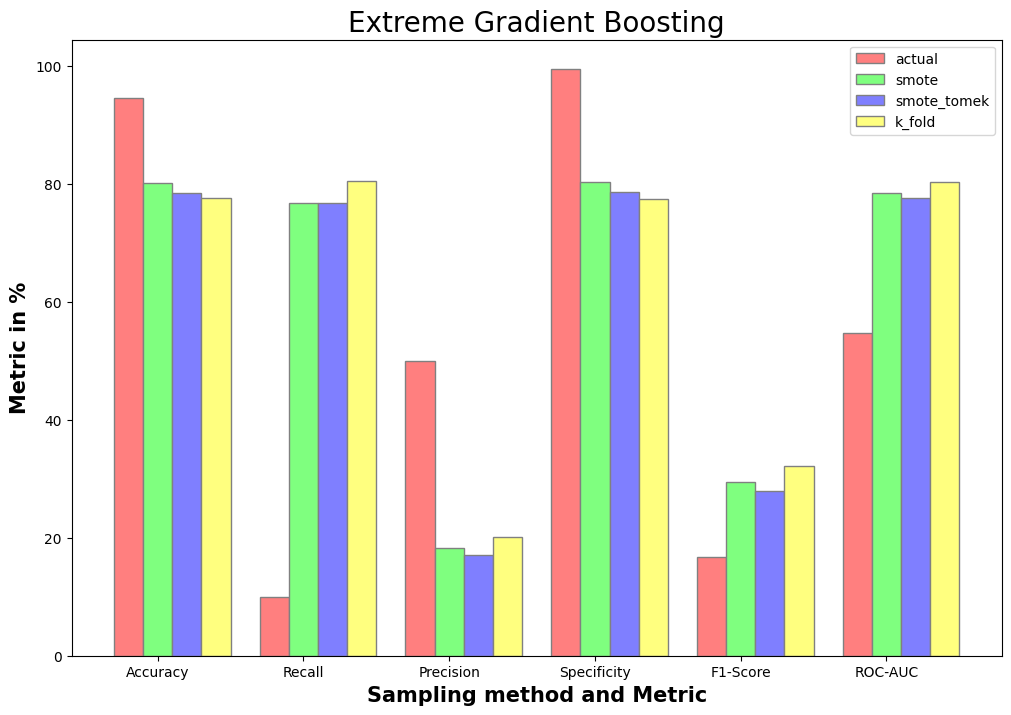 Extreme Gradient Boosting
actual
smote
smote_tomek
k_fold
100
80
60
40
20
0
Metric in %
Accuracy Recall Precision Specificity F1-Score ROC-AUC
Sampling method and Metric